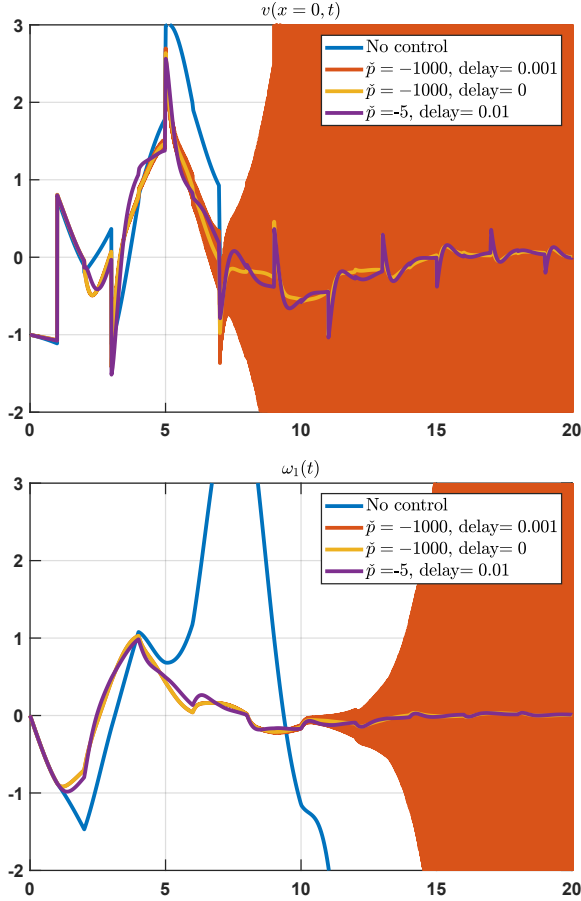 v(x = 0, t)
3
2
1
0
-1
-2
0 5 10 15 20
No control
p̌ = −1000, delay= 0.001
p̌ = −1000, delay= 0
p̌ =-5, delay= 0.01
ω₁(t)
3
2
1
0
-1
-2
0 5 10 15 20
No control
p̌ = −1000, delay= 0.001
p̌ = −1000, delay= 0
p̌ =-5, delay= 0.01